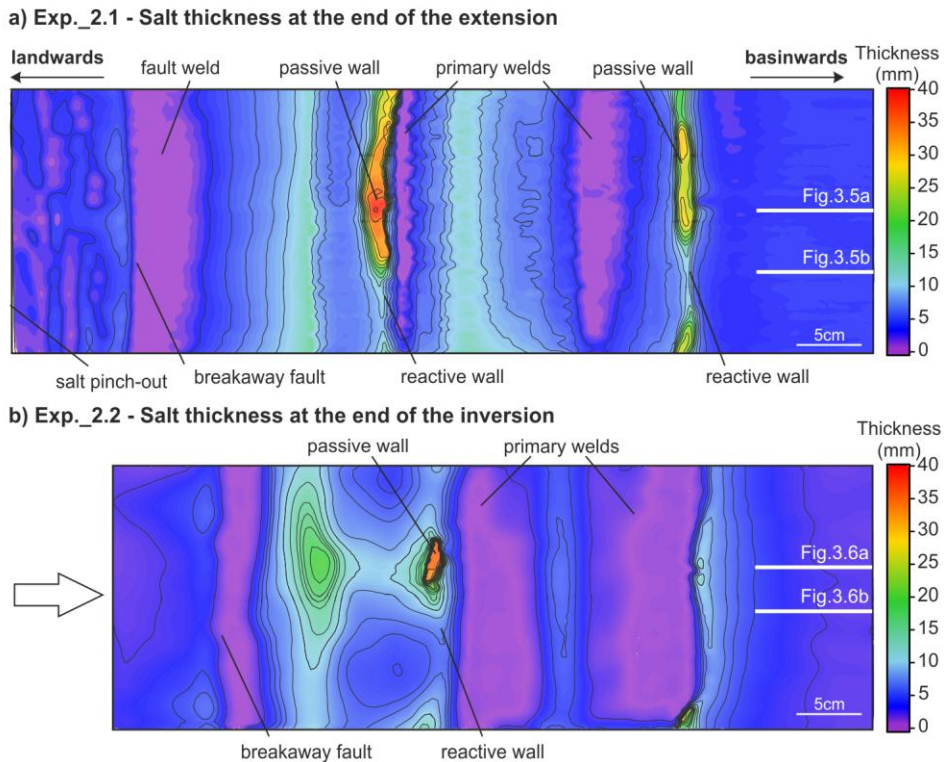 a) Exp._2.1 - Salt thickness at the end of the extension
landwards
fault weld
passive wall
primary welds
passive wall
basinwards
Thickness
(mm)
40
35
30
25
20
15
10
5
0
Fig.3.5a
Fig.3.5b
5cm
salt pinch-out
breakaway fault
reactive wall
reactive wall
b) Exp._2.2 - Salt thickness at the end of the inversion
passive wall
primary welds
Thickness
(mm)
40
35
30
25
20
15
10
5
0
Fig.3.6a
Fig.3.6b
5cm
breakaway fault
reactive wall